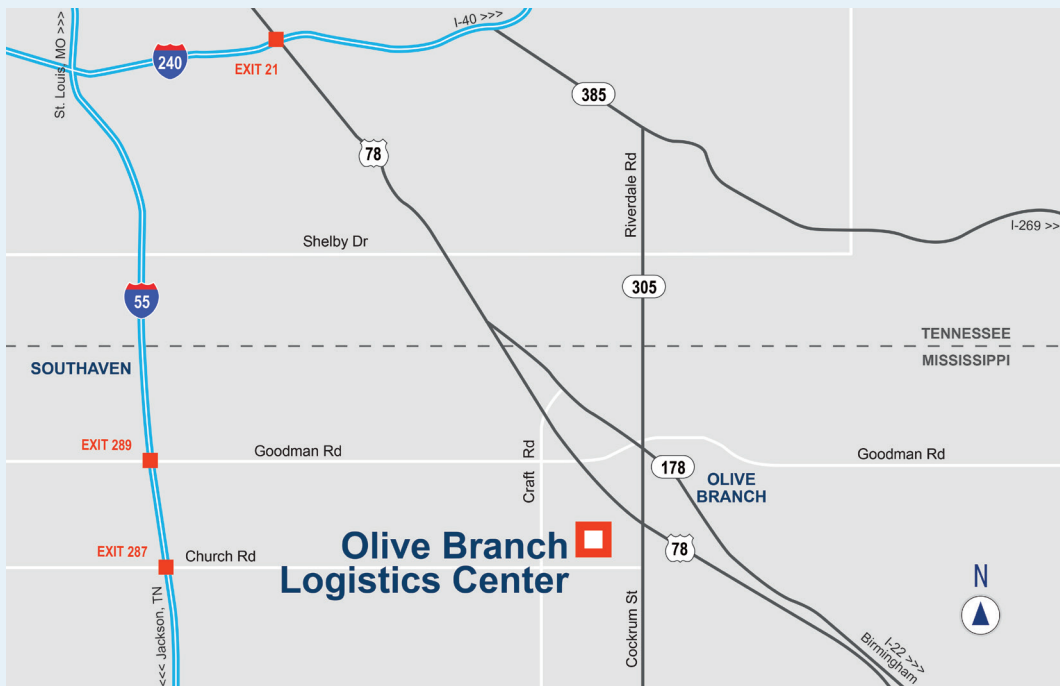 St. Louis, MO >>>
I-40 >>>
240
EXIT 21
385
78
Riverdale Rd
I-269 >>
Shelby Dr
305
55
TENNESSEE
MISSISSIPPI
SOUTHAVEN
EXIT 289
Goodman Rd
Craft Rd
Goodman Rd
178
OLIVE
BRANCH
Olive Branch
Logistics Center
78
EXIT 287
Church Rd
<<< Jackson, TN
Cockrum St
N
I-22 >>>
Birmingham